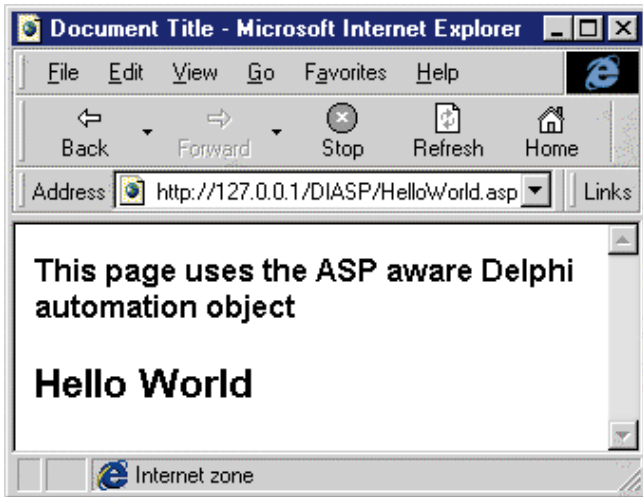 Document Title - Microsoft Internet Explorer
File Edit View Go Favorites Help
Back Forward Stop Refresh Home
Address http://127.0.0.1/DIASP/HelloWorld.asp Links
This page uses the ASP aware Delphi
automation object
Hello World
Internet zone